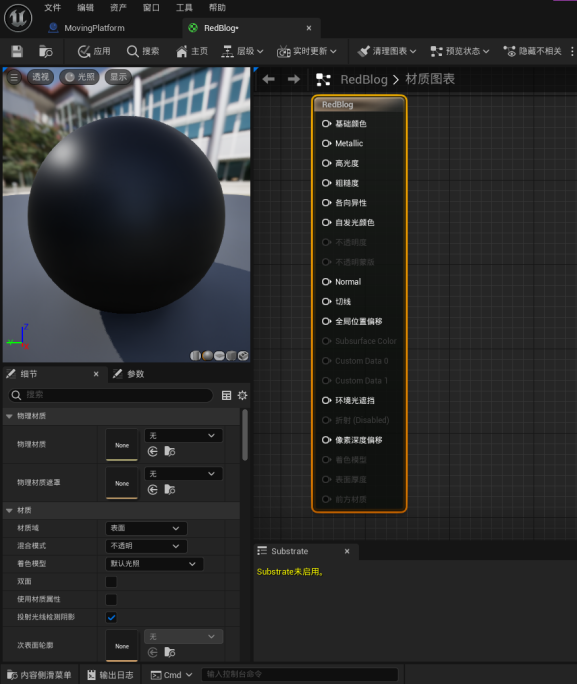 文件 编辑 资产 窗口 工具 帮助
MovingPlatform RedBlog• ×
应用 搜索 主页 层级 实时更新 清理图表 预览状态 隐藏不相关
透视 光照 显示
RedBlog > 材质图表
RedBlog
基础颜色
Metallic
高光度
粗糙度
各向异性
自发光颜色
不透明度
不透明蒙版
Normal
切线
全局位置偏移
Subsurface Color
Custom Data 0
Custom Data 1
环境光遮挡
折射 (Disabled)
像素深度偏移
着色模型
表面厚度
前方材质
Z
Y
细节 × 参数
搜索
物理材质
物理材质 None 无
物理材质遮罩 None 无
材质
材质域 表面
混合模式 不透明
着色模型 默认光照
双面
使用材质属性
投射光线检测阴影
次表面轮廓 None 无
Substrate ×
Substrate未启用。
内容侧滑菜单 输出日志 Cmd 输入控制台命令